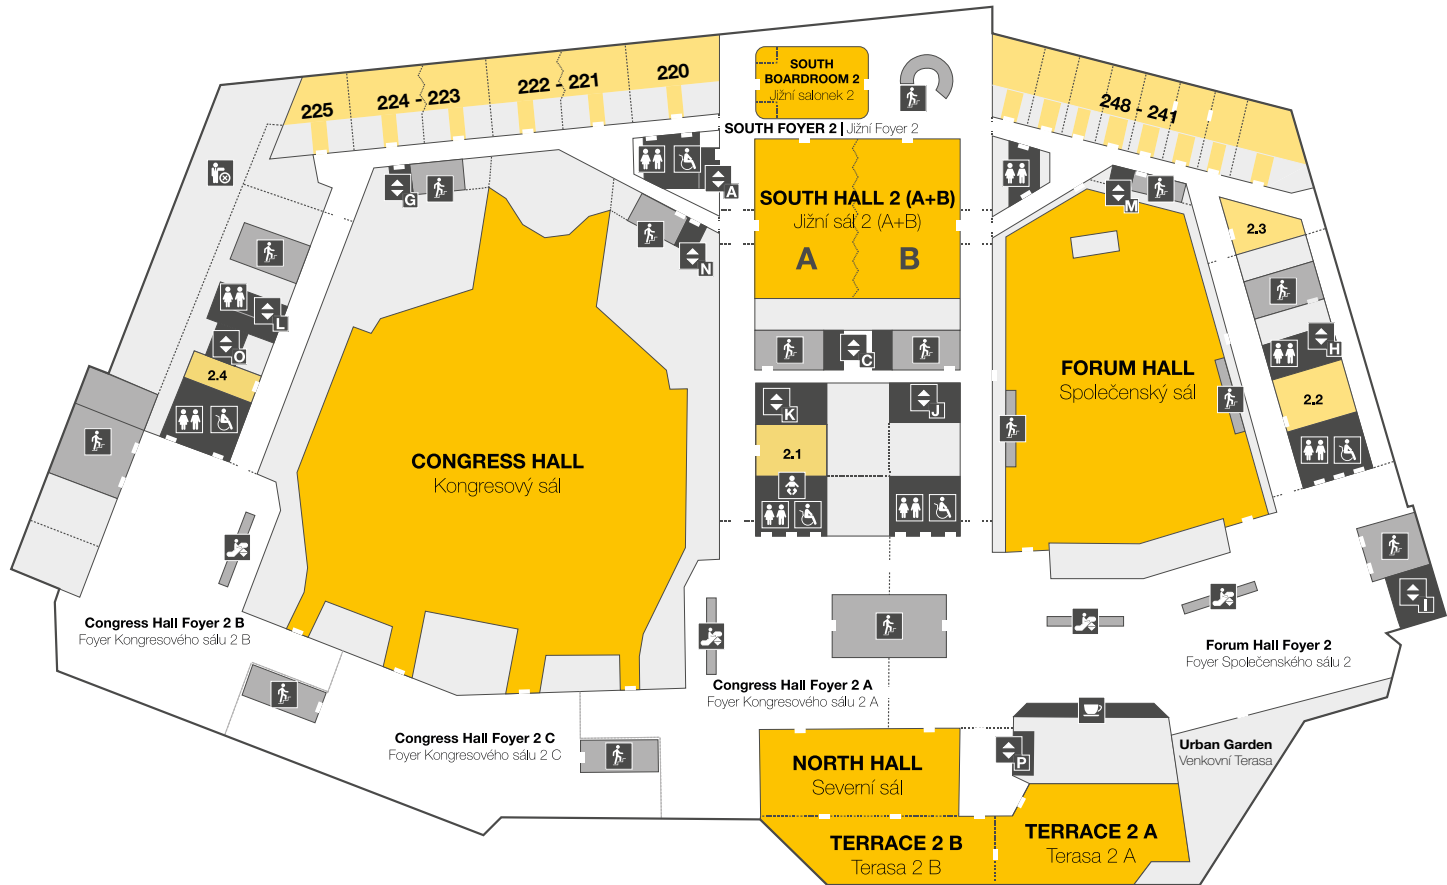 225
224 - 223
222 - 221
220
SOUTH
BOARDROOM 2
Jižní salonek 2
SOUTH FOYER 2 | Jižní Foyer 2
248 - 241
A
G
N
SOUTH HALL 2 (A+B)
Jižní sál 2 (A+B)
A B
M
2.3
L
O
2.4
C
K
J
2.1
FORUM HALL
Společenský sál
H
2.2
CONGRESS HALL
Kongresový sál
I
Congress Hall Foyer 2 B
Foyer Kongresového sálu 2 B
Forum Hall Foyer 2
Foyer Společenského sálu 2
Congress Hall Foyer 2 A
Foyer Kongresového sálu 2 A
Congress Hall Foyer 2 C
Foyer Kongresového sálu 2 C
NORTH HALL
Severní sál
P
Urban Garden
Venkovní Terasa
TERRACE 2 B
Terasa 2 B
TERRACE 2 A
Terasa 2 A